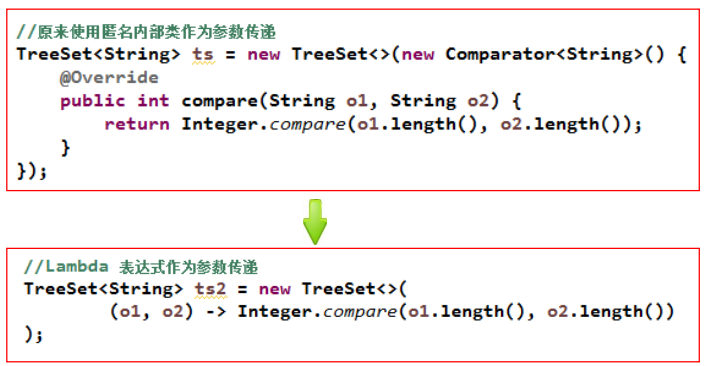 //原来使用匿名内部类作为参数传递
TreeSet<String> ts = new TreeSet<>(new Comparator<String>() {
    @Override
    public int compare(String o1, String o2) {
        return Integer.compare(o1.length(), o2.length());
    }
});
//Lambda 表达式作为参数传递
TreeSet<String> ts2 = new TreeSet<>(
        (o1, o2) -> Integer.compare(o1.length(), o2.length())
);